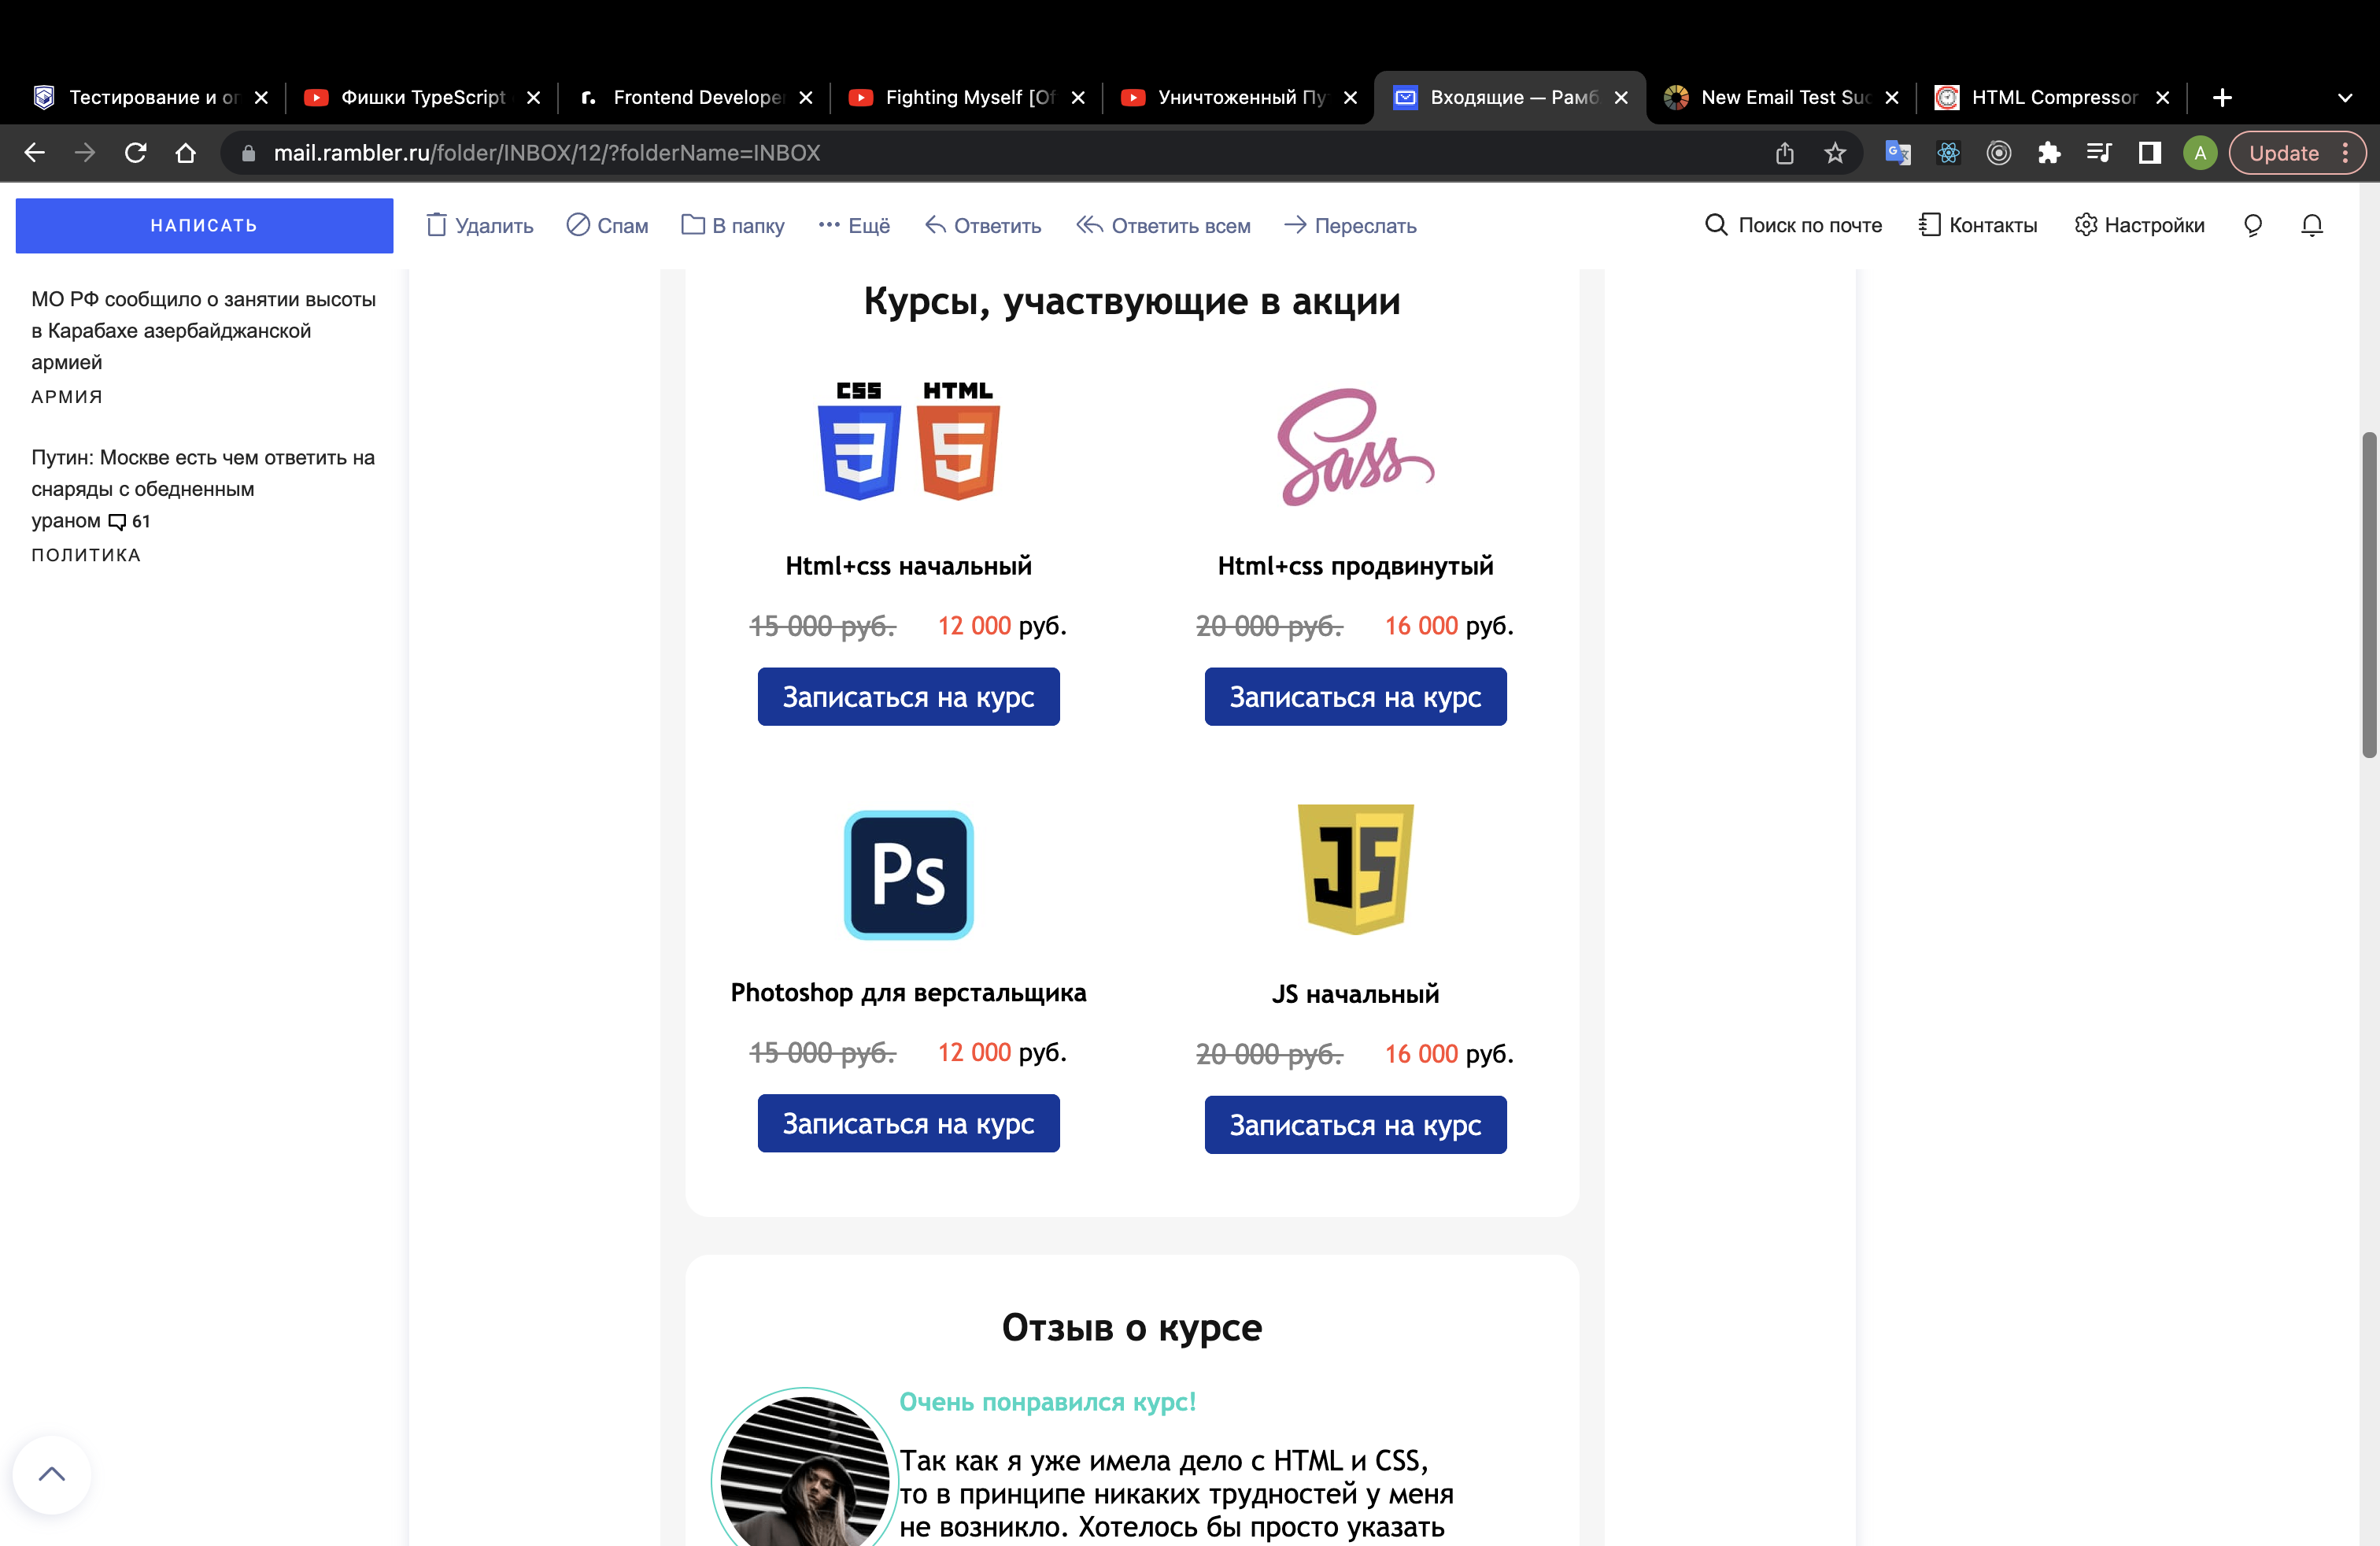 Тестирование и оп
Фишки TypeScript
r. Frontend Develope
Fighting Myself [Of
Уничтоженный Пу
Входящие — Рамб
New Email Test Suc
HTML Compressor
mail.rambler.ru/folder/INBOX/12/?folderName=INBOX
A
Update
НАПИСАТЬ
Удалить
Спам
В папку
Ещё
Ответить
Ответить всем
Переслать
Поиск по почте
Контакты
Настройки
МО РФ сообщило о занятии высоты
в Карабахе азербайджанской
армией
АРМИЯ
Путин: Москве есть чем ответить на
снаряды с обедненным
ураном 61
ПОЛИТИКА
Курсы, участвующие в акции
CSS HTML
3 5
Sass
Html+css начальный
Html+css продвинутый
15 000 руб. 12 000 руб.
20 000 руб. 16 000 руб.
Записаться на курс
Записаться на курс
Ps
JS
Photoshop для верстальщика
JS начальный
15 000 руб. 12 000 руб.
20 000 руб. 16 000 руб.
Записаться на курс
Записаться на курс
Отзыв о курсе
Очень понравился курс!
Так как я уже имела дело с HTML и CSS,
то в принципе никаких трудностей у меня
не возникло. Хотелось бы просто указать